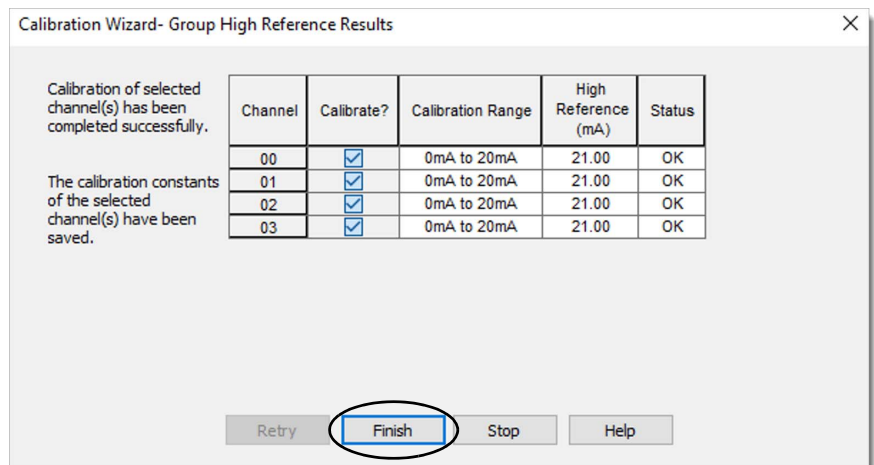 Calibration Wizard- Group High Reference Results
Calibration of selected
channel(s) has been
completed successfully.
The calibration constants
of the selected
channel(s) have been
saved.
Channel Calibrate? Calibration Range High Reference (mA) Status
00 0mA to 20mA 21.00 OK
01 0mA to 20mA 21.00 OK
02 0mA to 20mA 21.00 OK
03 0mA to 20mA 21.00 OK
Retry Finish Stop Help